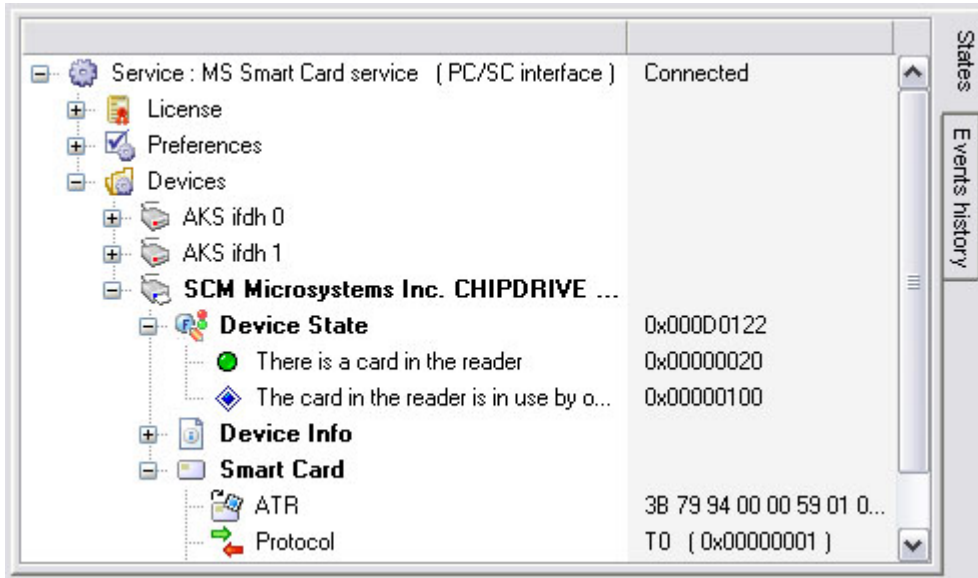 Service : MS Smart Card service ( PC/SC interface ) Connected
License
Preferences
Devices
AKS ifdh 0
AKS ifdh 1
SCM Microsystems Inc. CHIPDRIVE ...
Device State 0x000D0122
There is a card in the reader 0x00000020
The card in the reader is in use by o... 0x00000100
Device Info
Smart Card
ATR 3B 79 94 00 00 59 01 0...
Protocol T0 ( 0x00000001 )
States
Events history